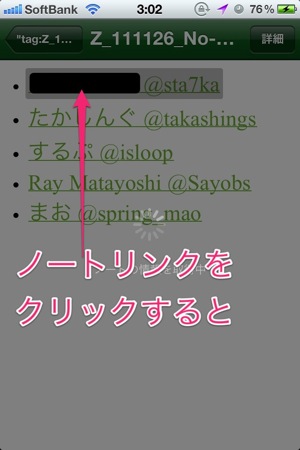 SoftBank 3:02 76%
"tag:Z_1... Z_111126_No-... 詳細
@sta7ka
たかしんぐ @takashings
するぷ @isloop
Ray Matayoshi @Sayobs
まお @spring_mao
ノートリンクを
クリックすると